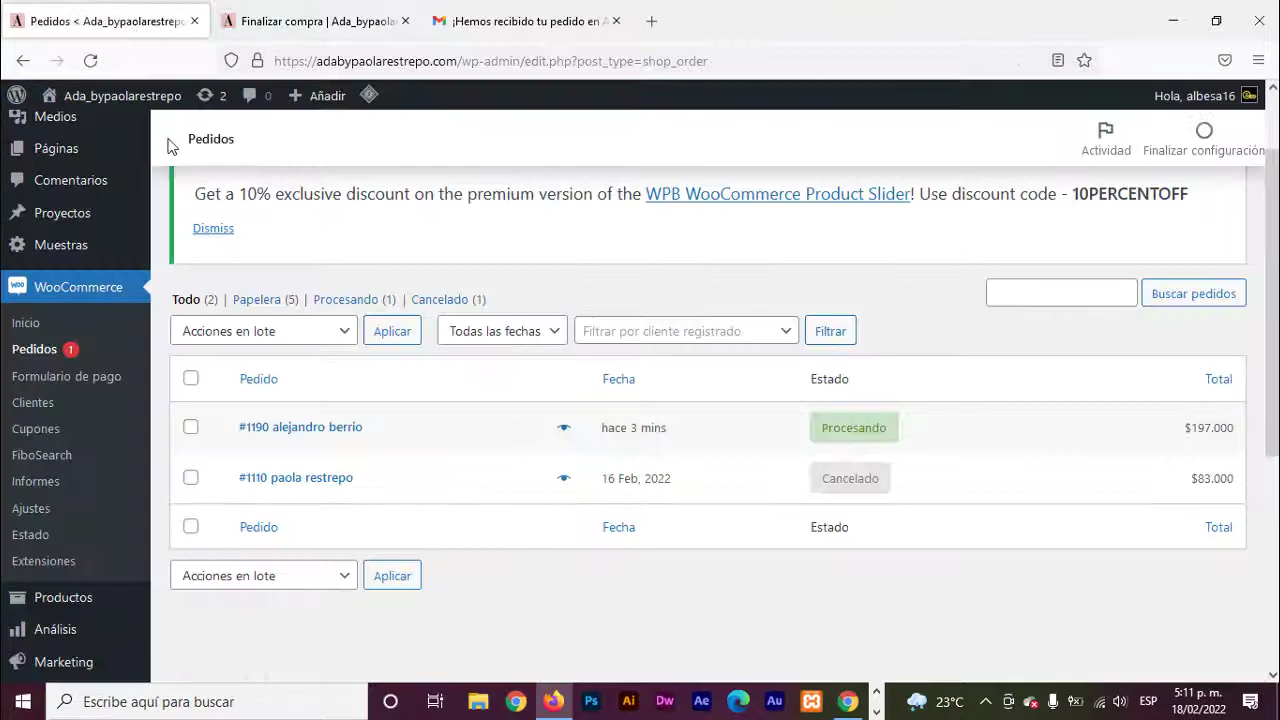 Pedidos < Ada_bypaolarestrepo
Finalizar compra | Ada_bypaola
¡Hemos recibido tu pedido en A
https://adabypaolarestrepo.com/wp-admin/edit.php?post_type=shop_order
Ada_bypaolarestrepo
2
0
Añadir
Hola, albesa16
Medios
Páginas
Comentarios
Proyectos
Muestras
WooCommerce
Inicio
Pedidos 1
Formulario de pago
Clientes
Cupones
FiboSearch
Informes
Ajustes
Estado
Extensiones
Productos
Análisis
Marketing
Pedidos
Actividad
Finalizar configuración
Get a 10% exclusive discount on the premium version of the WPB WooCommerce Product Slider! Use discount code - 10PERCENTOFF
Dismiss
Todo (2) | Papelera (5) | Procesando (1) | Cancelado (1)
Buscar pedidos
Acciones en lote Aplicar Todas las fechas Filtrar por cliente registrado Filtrar
Pedido Fecha Estado Total
#1190 alejandro berrio hace 3 mins Procesando $197.000
#1110 paola restrepo 16 Feb, 2022 Cancelado $83.000
Pedido Fecha Estado Total
Acciones en lote Aplicar
Escribe aquí para buscar
Ps
Ai
Dw
Ae
Au
23°C
ESP
5:11 p. m.
18/02/2022